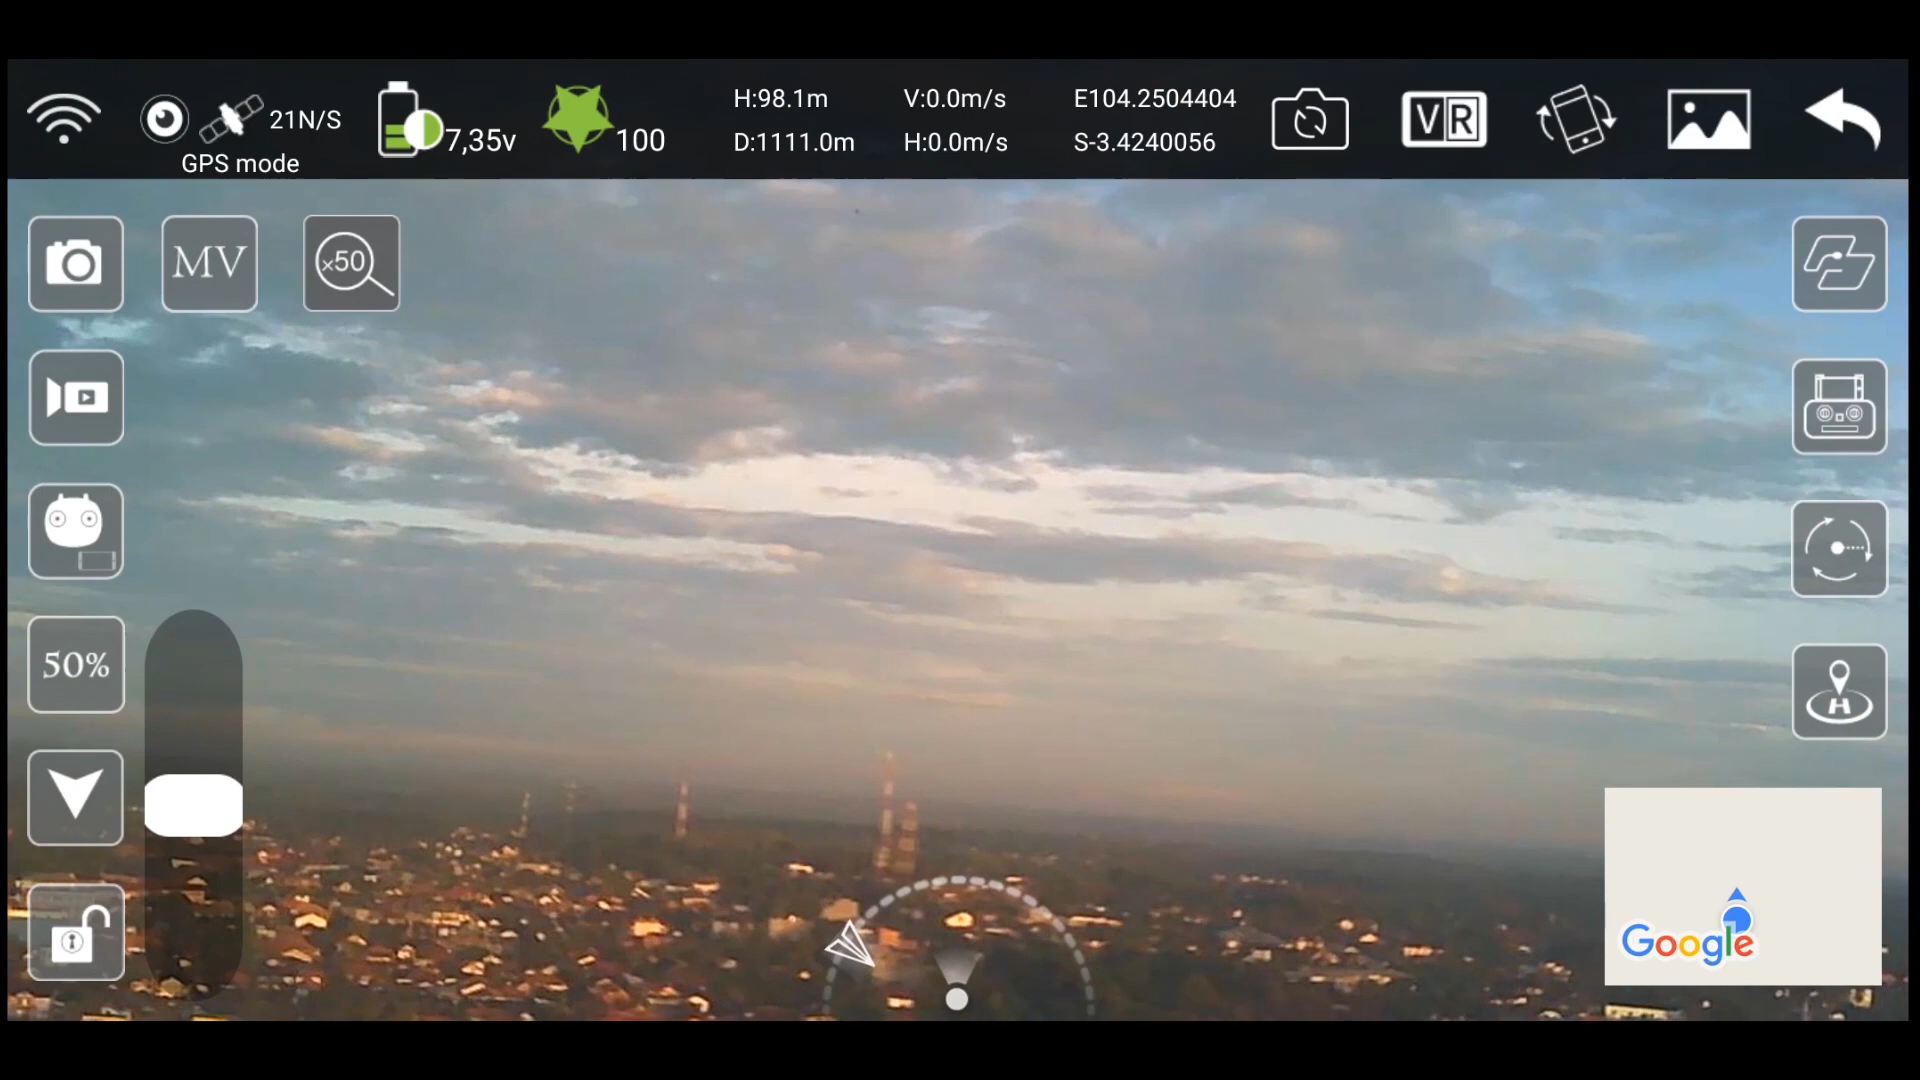 21N/S
GPS mode
7,35v
100
H:98.1m
V:0.0m/s
E104.2504404
D:1111.0m
H:0.0m/s
S-3.4240056
VR
MV
×50
50%
H
Google